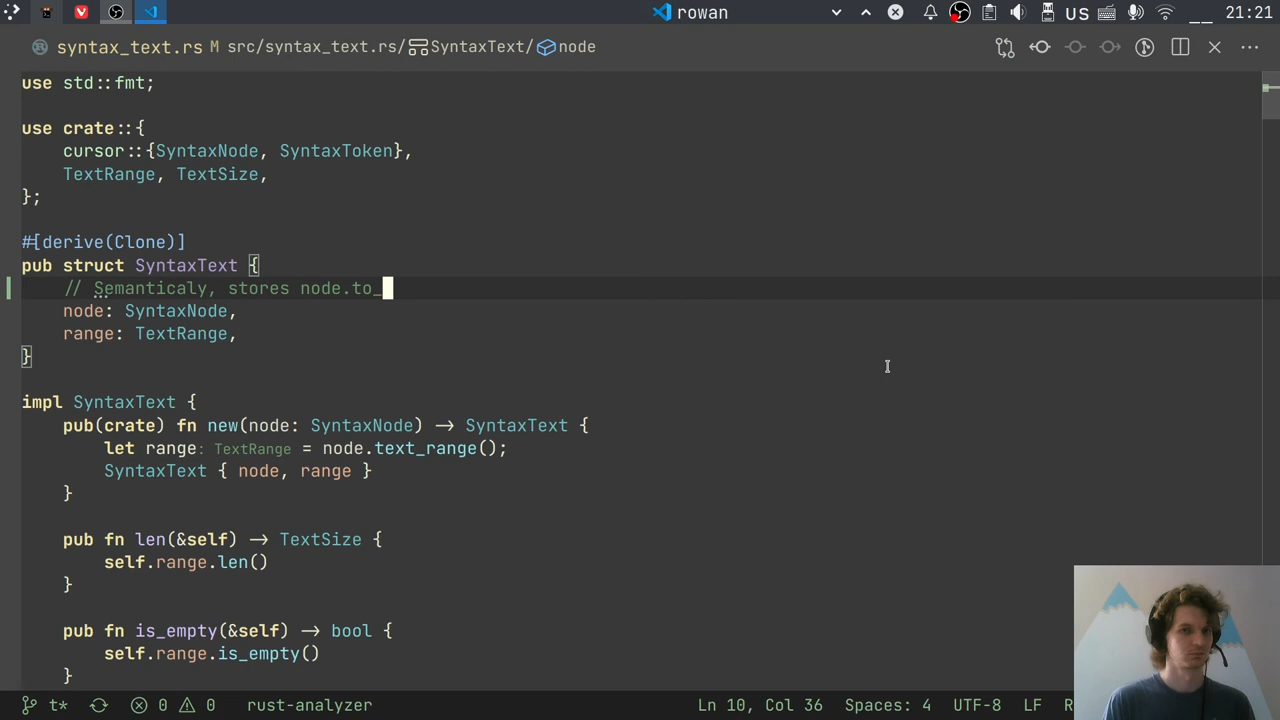 rowan
US
21:21
syntax_text.rs M src/syntax_text.rs/SyntaxText/node
use std::fmt;
use crate::{
cursor::{SyntaxNode, SyntaxToken},
TextRange, TextSize,
};
#[derive(Clone)]
pub struct SyntaxText {
// Semanticaly, stores node.to_
node: SyntaxNode,
range: TextRange,
}
impl SyntaxText {
pub(crate) fn new(node: SyntaxNode) -> SyntaxText {
let range: TextRange = node.text_range();
SyntaxText { node, range }
}
pub fn len(&self) -> TextSize {
self.range.len()
}
pub fn is_empty(&self) -> bool {
self.range.is_empty()
}
t* 0 0 rust-analyzer Ln 10, Col 36 Spaces: 4 UTF-8 LF